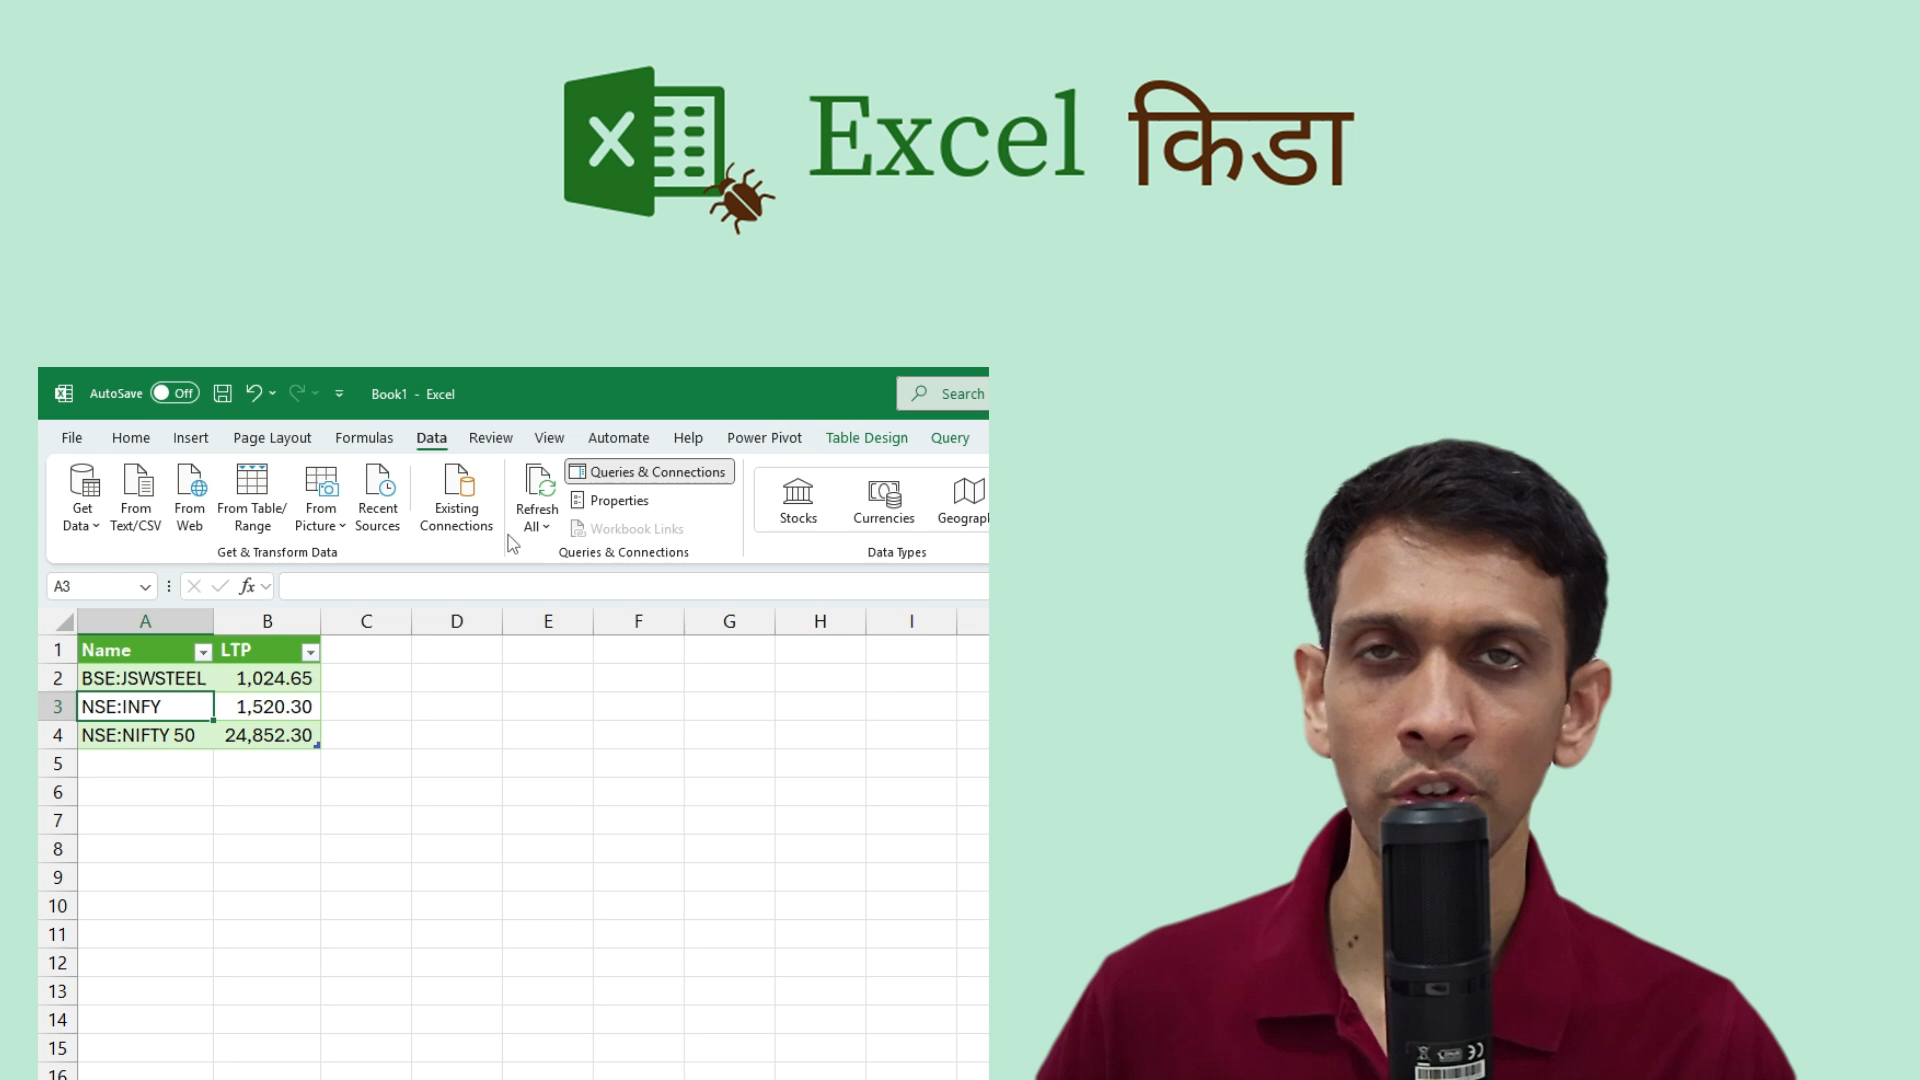 Excel किडा
AutoSave Off Book1 - Excel Search
File Home Insert Page Layout Formulas Data Review View Automate Help Power Pivot Table Design Query
Get Data From Text/CSV From Web From Table/Range From Picture Recent Sources Existing Connections Refresh All
Queries & Connections
Properties
Workbook Links
Stocks Currencies Geograp
Get & Transform Data Queries & Connections Data Types
A3 fx
A B C D E F G H I
1 Name LTP
2 BSE:JSWSTEEL 1,024.65
3 NSE:INFY 1,520.30
4 NSE:NIFTY 50 24,852.30
5
6
7
8
9
10
11
12
13
14
15
16